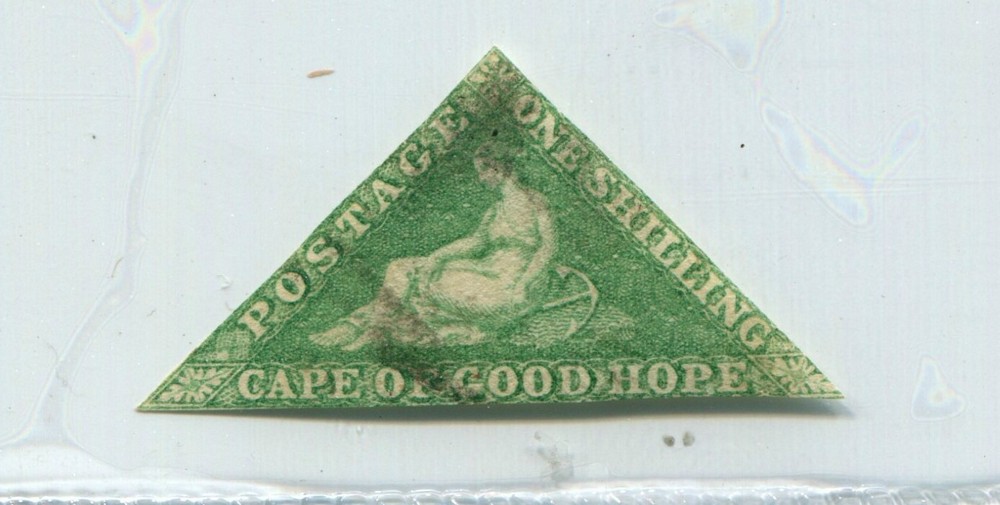 POSTAGE
ONE SHILLING
CAPE OF GOOD HOPE